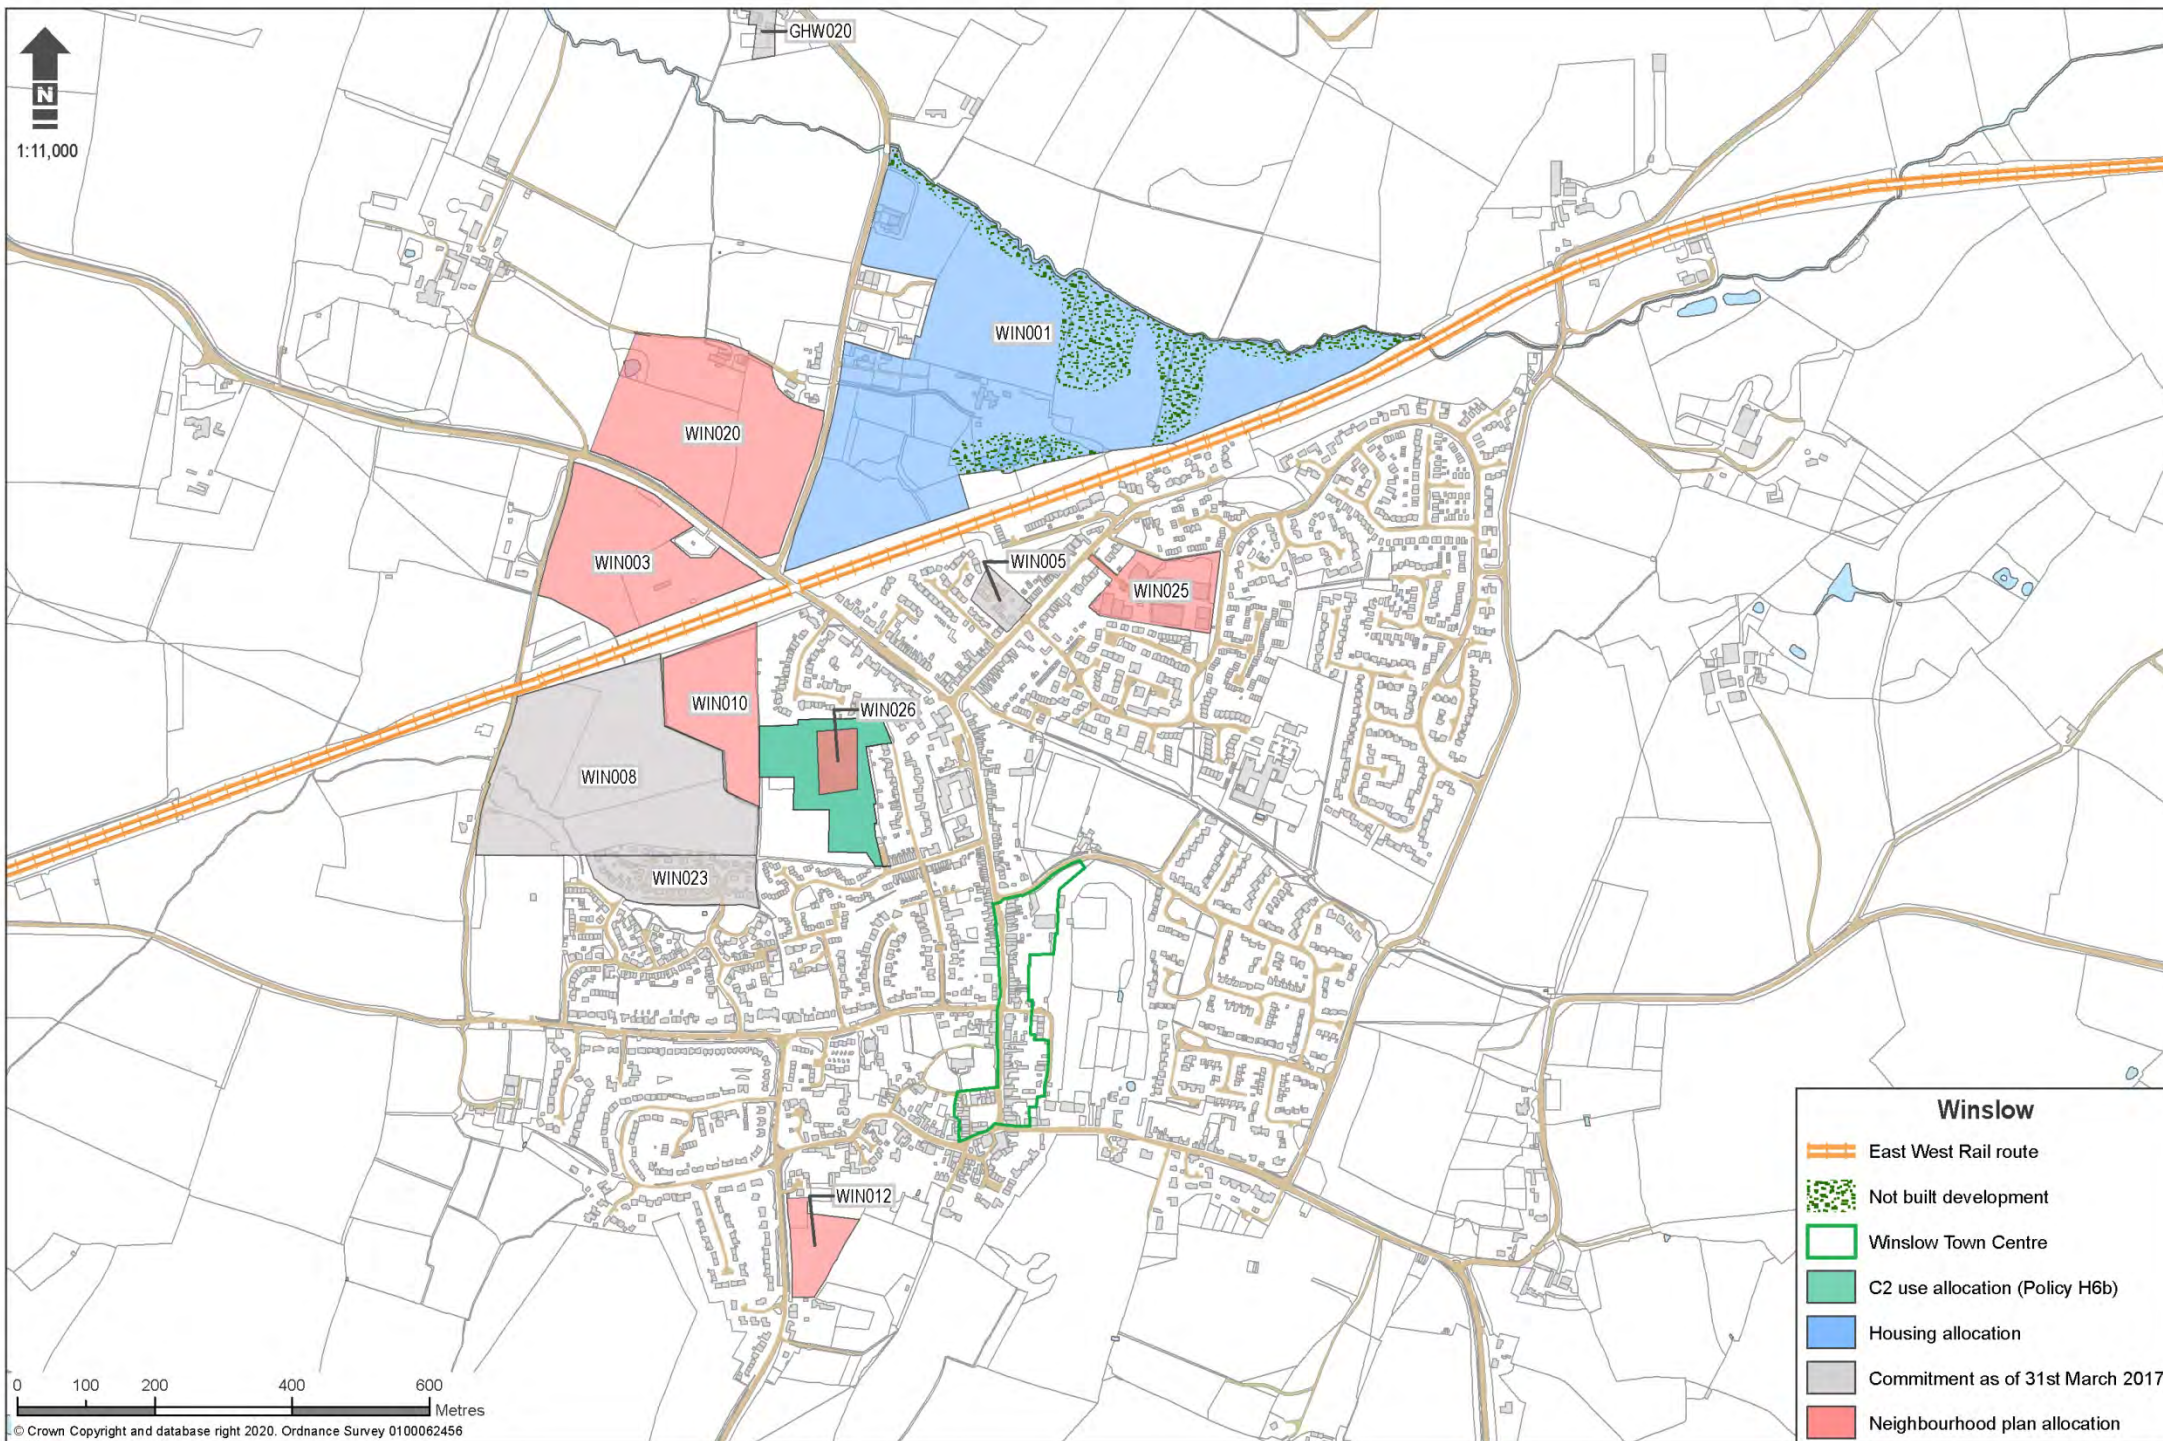 GHW020
N
1:11,000
WIN001
WIN020
WIN003
WIN005
WIN025
WIN010
WIN026
WIN008
WIN023
WIN012
Winslow
East West Rail route
Not built development
Winslow Town Centre
C2 use allocation (Policy H6b)
Housing allocation
Commitment as of 31st March 2017
Neighbourhood plan allocation
0 100 200 400 600
Metres
© Crown Copyright and database right 2020. Ordnance Survey 0100062456